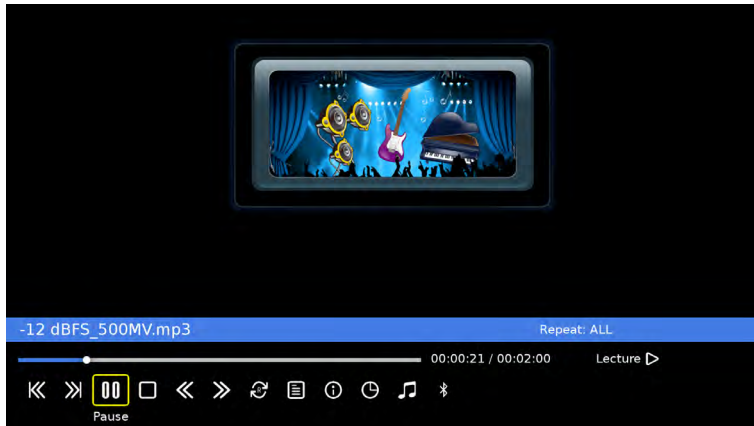 -12 dBFS_500MV.mp3
Repeat: ALL
00:00:21 / 00:02:00
Lecture
Pause